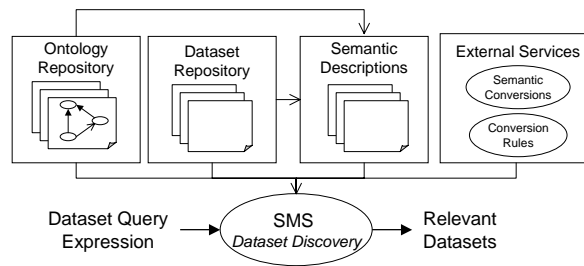 Ontology
Repository
Dataset
Repository
Semantic
Descriptions
External Services
Semantic
Conversions
Conversion
Rules
Dataset Query
Expression
SMS
Dataset Discovery
Relevant
Datasets